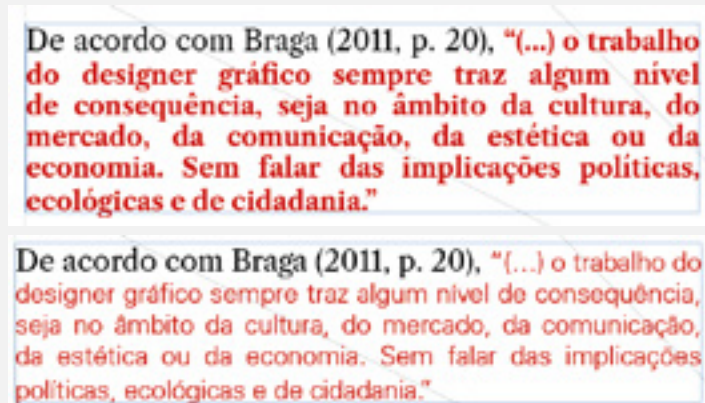 De acordo com Braga (2011, p. 20), “(...) o trabalho
do designer gráfico sempre traz algum nível
de consequência, seja no âmbito da cultura, do
mercado, da comunicação, da estética ou da
economia. Sem falar das implicações políticas,
ecológicas e de cidadania.”
De acordo com Braga (2011, p. 20), “(...) o trabalho do
designer gráfico sempre traz algum nível de consequência,
seja no âmbito da cultura, do mercado, da comunicação,
da estética ou da economia. Sem falar das implicações
políticas, ecológicas e de cidadania.”